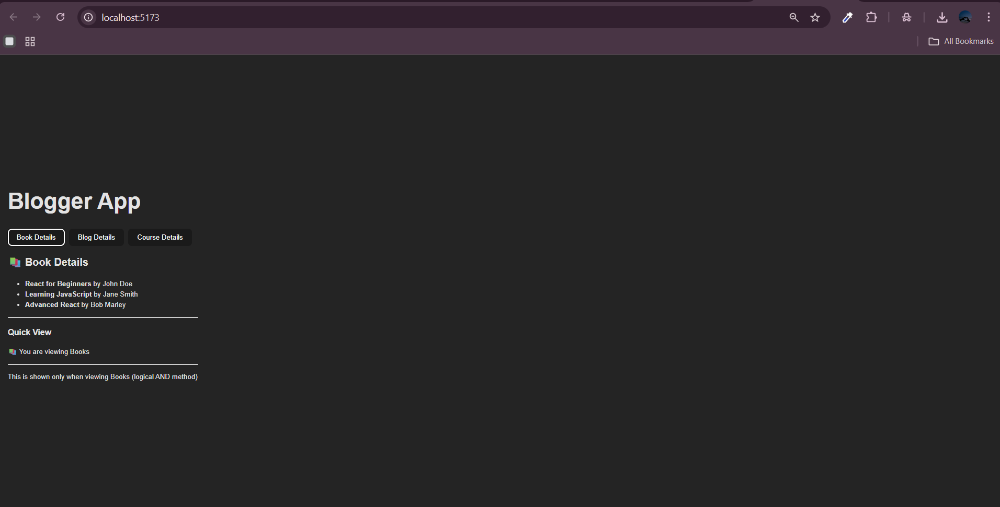 localhost:5173
All Bookmarks
Blogger App
Book Details
Blog Details
Course Details
📚 Book Details
• React for Beginners by John Doe
• Learning JavaScript by Jane Smith
• Advanced React by Bob Marley
Quick View
📚 You are viewing Books
This is shown only when viewing Books (logical AND method)